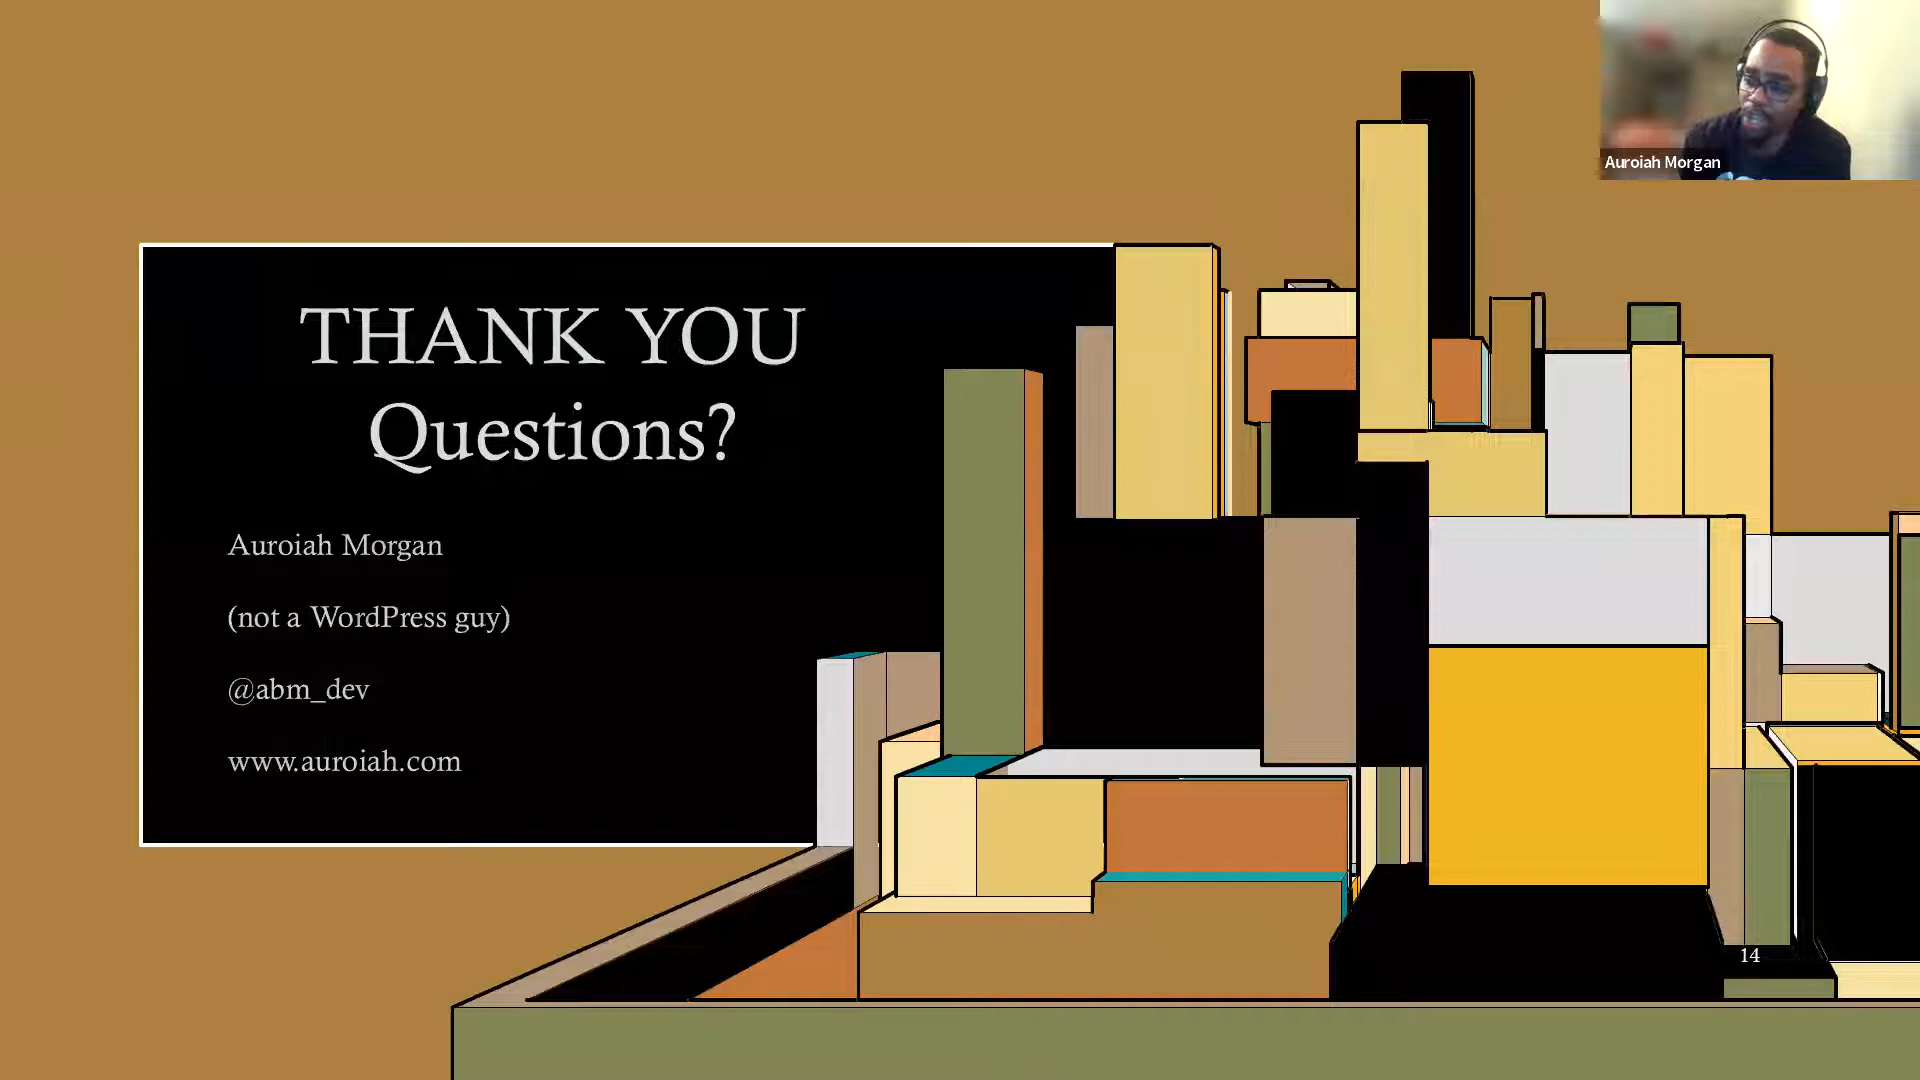 Auroiah Morgan
THANK YOU
Questions?
Auroiah Morgan
(not a WordPress guy)
@abm_dev
www.auroiah.com
14